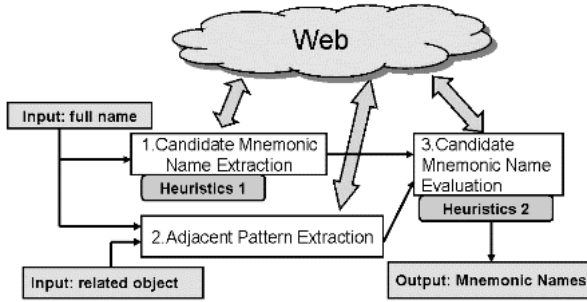 Web
Input: full name
1.Candidate Mnemonic
Name Extraction
Heuristics 1
3.Candidate
Mnemonic Name
Evaluation
Heuristics 2
2.Adjacent Pattern Extraction
Input: related object
Output: Mnemonic Names